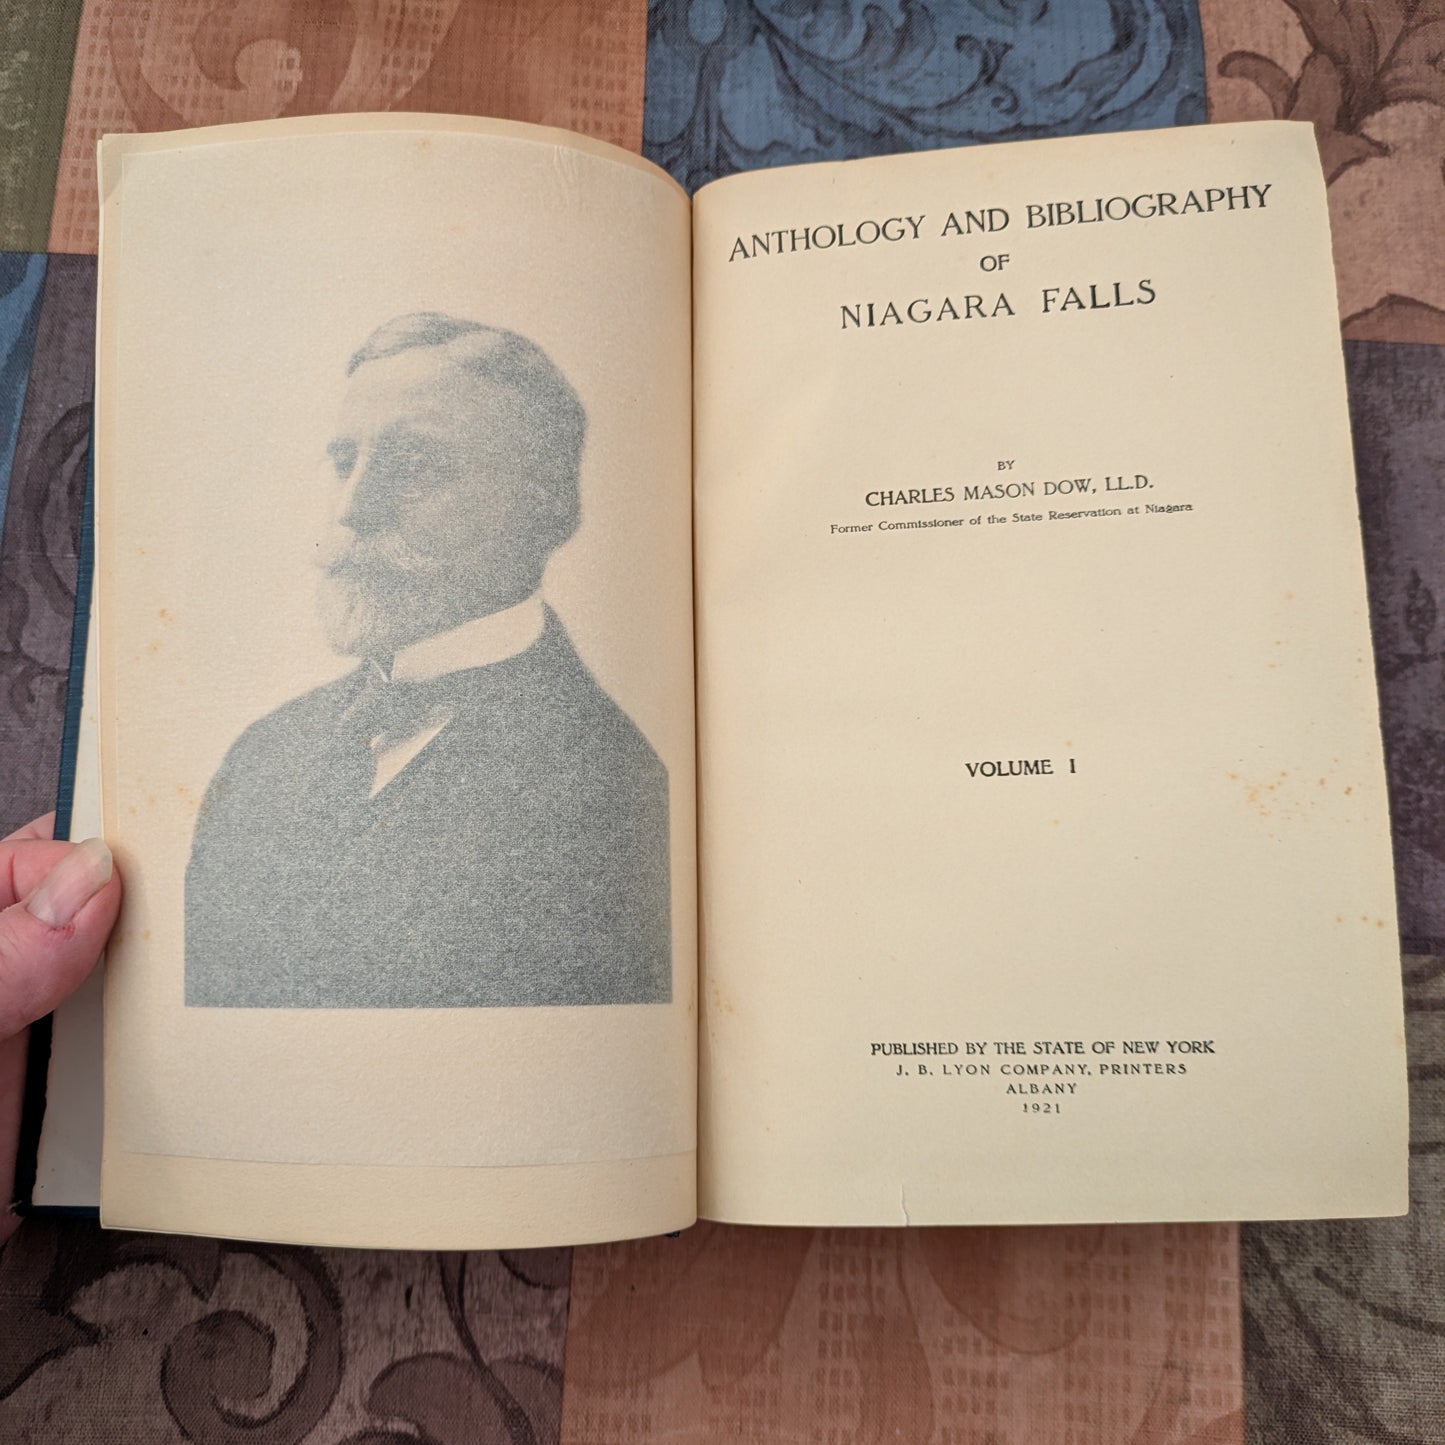 ANTHOLOGY AND BIBLIOGRAPHY
OF
NIAGARA FALLS
BY
CHARLES MASON DOW, LL.D.
Former Commissioner of the State Reservation at Niagara
VOLUME I
PUBLISHED BY THE STATE OF NEW YORK
J. B. LYON COMPANY, PRINTERS
ALBANY
1921